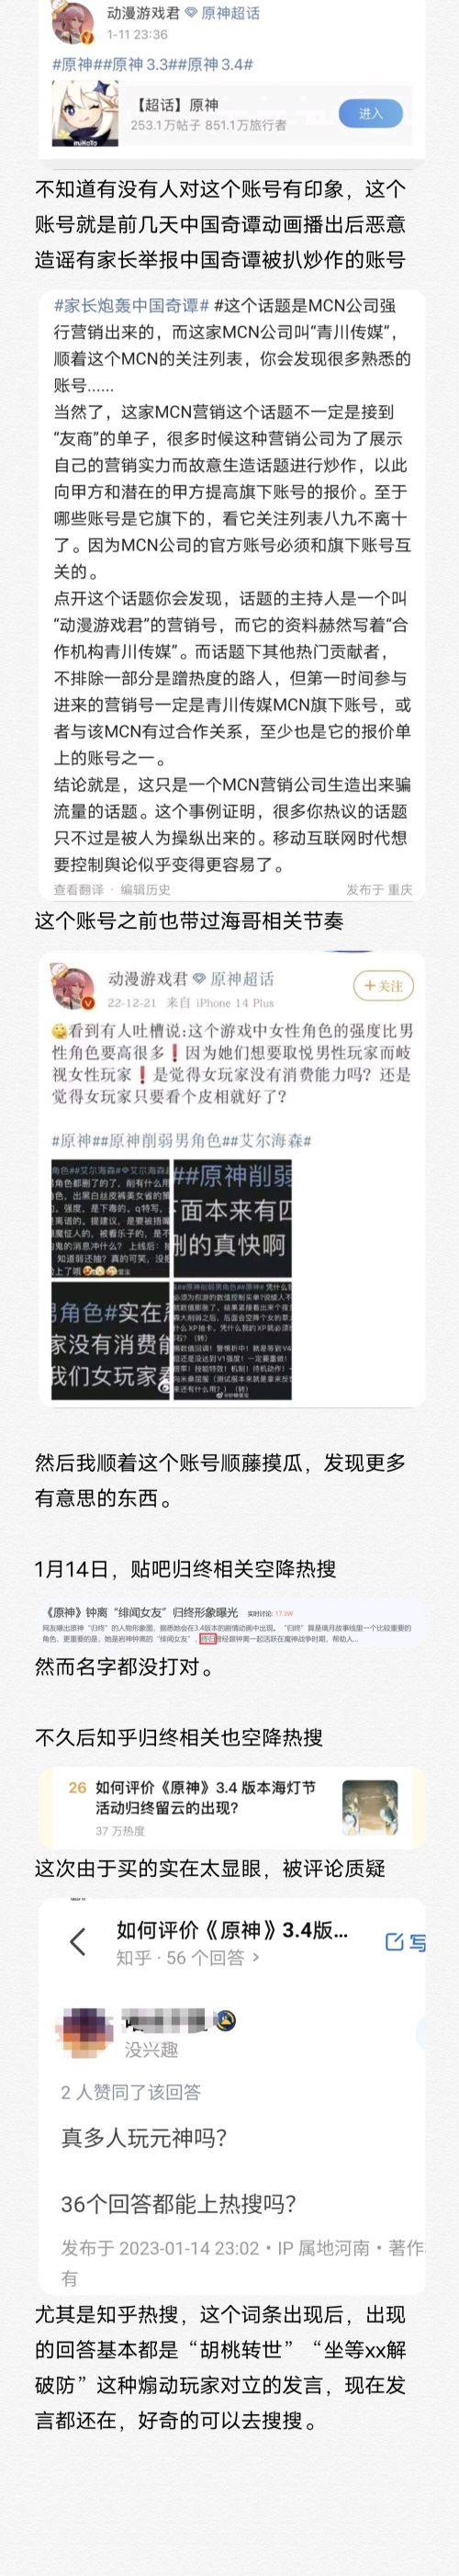 动漫游戏君 原神超话
1-11 23:36
#原神##原神3.3##原神3.4#
【超话】原神
253.1万帖子 851.1万旅行者
进入
miHoYo
不知道有没有人对这个账号有印象，这个
账号就是前几天中国奇谭动画播出后恶意
造谣有家长举报中国奇谭被扒炒作的账号
#家长炮轰中国奇谭# #这个话题是MCN公司强
行营销出来的，而这家MCN公司叫“青川传媒”，
顺着这个MCN的关注列表，你会发现很多熟悉的
账号……
当然了，这家MCN营销这个话题不一定是接到
“友商”的单子，很多时候这种营销公司为了展示
自己的营销实力而故意生造话题进行炒作，以此
向甲方和潜在的甲方提高旗下账号的报价。至于
哪些账号是它旗下的，看它关注列表八九不离十
了。因为MCN公司的官方账号必须和旗下账号互
关的。
点开这个话题你会发现，话题的主持人是一个叫
“动漫游戏君”的营销号，而它的资料赫然写着“合
作机构青川传媒”。而话题下其他热门贡献者，
不排除一部分是蹭热度的路人，但第一时间参与
进来的营销号一定是青川传媒MCN旗下账号，或
者与该MCN有过合作关系，至少也是它的报价单
上的账号之一。
结论就是，这只是一个MCN营销公司生造出来骗
流量的话题。这个事例证明，很多你热议的话题
只不过是被人为操纵出来的。移动互联网时代想
要控制舆论似乎变得更容易了。
查看翻译 · 编辑历史 发布于 重庆
这个账号之前也带过海哥相关节奏
动漫游戏君 原神超话
22-12-21 来自 iPhone 14 Plus
+关注
看到有人吐槽说:这个游戏中女性角色的强度比男
性角色要高很多❗因为她们想要取悦男性玩家而歧
视女性玩家❗是觉得女玩家没有消费能力吗？还是
觉得女玩家只要看个皮相就好了？
#原神##原神削弱男角色##艾尔海森#
##原神削弱
面本来有四
削的真快啊
男角色#实在忍
家没有消费能
我们女玩家看
然后我顺着这个账号顺藤摸瓜，发现更多
有意思的东西。
1月14日，贴吧归终相关空降热搜
《原神》钟离“绯闻女友”归终形象曝光 实时讨论: 17.3W
然而名字都没打对。
不久后知乎归终相关也空降热搜
26 如何评价《原神》3.4 版本海灯节
活动归终留云的出现？
37 万热度
这次由于买的实在太显眼，被评论质疑
如何评价《原神》3.4版...
写
知乎 · 56 个回答 >
没兴趣
2 人赞同了该回答
真多人玩元神吗？
36个回答都能上热搜吗？
发布于 2023-01-14 23:02・IP 属地河南・著作
有
尤其是知乎热搜，这个词条出现后，出现
的回答基本都是“胡桃转世”“坐等xx解
破防”这种煽动玩家对立的发言，现在发
言都还在，好奇的可以去搜搜。